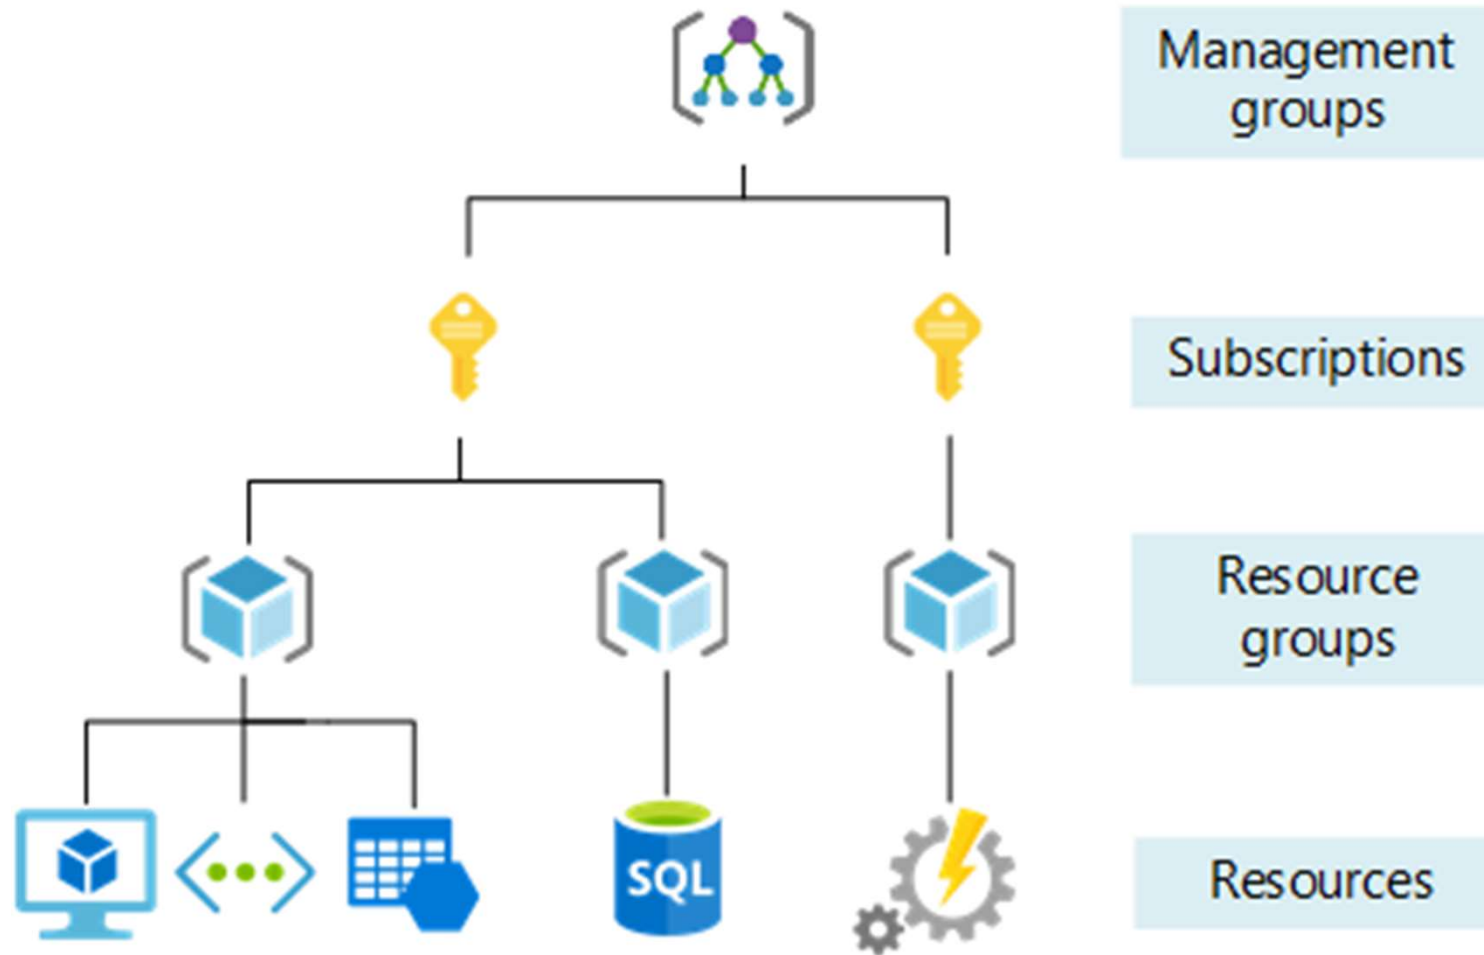 Management
groups
Subscriptions
Resource
groups
SQL
Resources